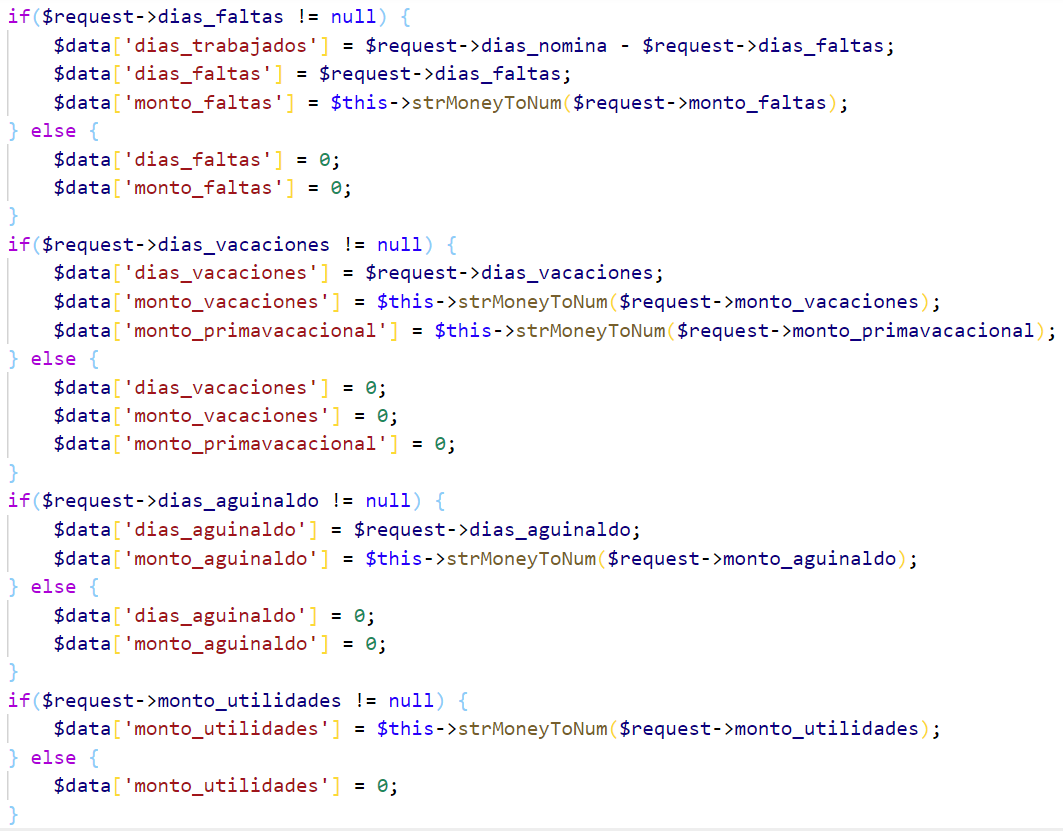 if($request->dias_faltas != null) {
    $data['dias_trabajados'] = $request->dias_nomina - $request->dias_faltas;
    $data['dias_faltas'] = $request->dias_faltas;
    $data['monto_faltas'] = $this->strMoneyToNum($request->monto_faltas);
} else {
    $data['dias_faltas'] = 0;
    $data['monto_faltas'] = 0;
}
if($request->dias_vacaciones != null) {
    $data['dias_vacaciones'] = $request->dias_vacaciones;
    $data['monto_vacaciones'] = $this->strMoneyToNum($request->monto_vacaciones);
    $data['monto_primavacacional'] = $this->strMoneyToNum($request->monto_primavacacional);
} else {
    $data['dias_vacaciones'] = 0;
    $data['monto_vacaciones'] = 0;
    $data['monto_primavacacional'] = 0;
}
if($request->dias_aguinaldo != null) {
    $data['dias_aguinaldo'] = $request->dias_aguinaldo;
    $data['monto_aguinaldo'] = $this->strMoneyToNum($request->monto_aguinaldo);
} else {
    $data['dias_aguinaldo'] = 0;
    $data['monto_aguinaldo'] = 0;
}
if($request->monto_utilidades != null) {
    $data['monto_utilidades'] = $this->strMoneyToNum($request->monto_utilidades);
} else {
    $data['monto_utilidades'] = 0;
}